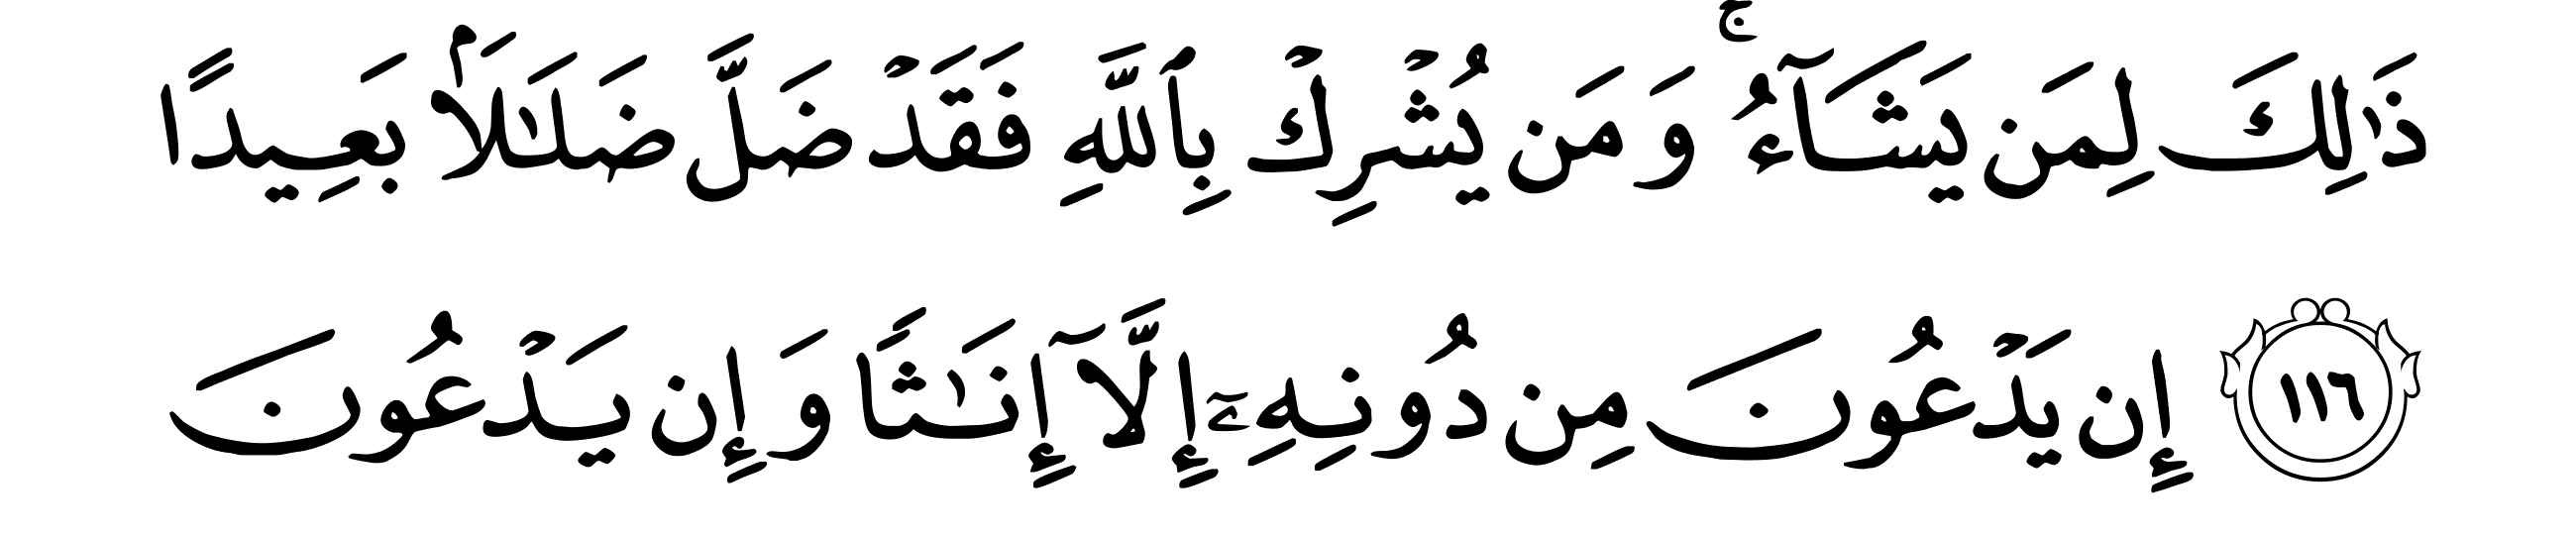 ذَٰلِكَ لِمَن يَشَآءُ ۚ وَمَن يُشْرِكْ بِٱللَّهِ فَقَدْ ضَلَّ ضَلَـٰلَاۢ بَعِيدًا
١١٦ إِن يَدْعُونَ مِن دُونِهِۦٓ إِلَّآ إِنَـٰثًا وَإِن يَدْعُونَ